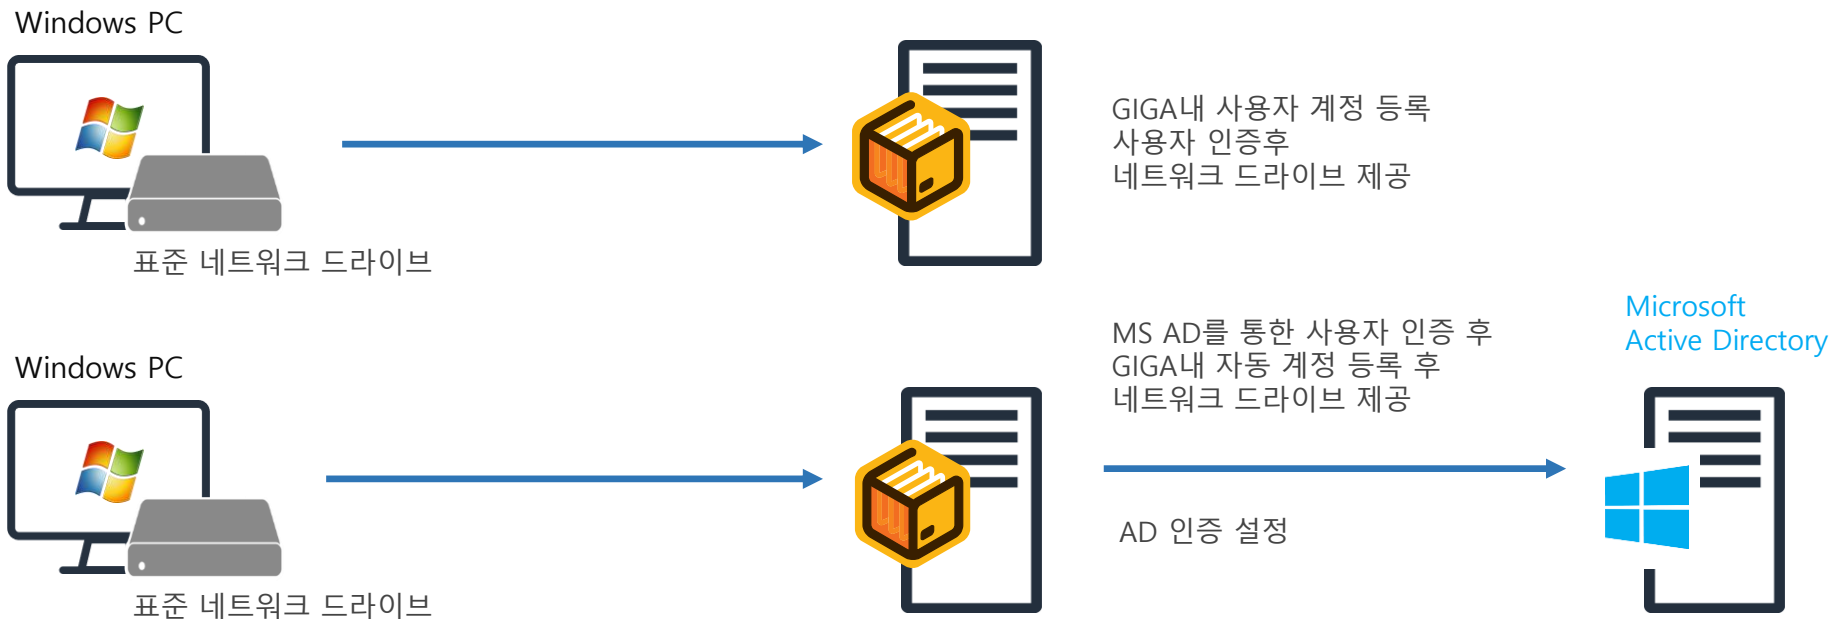 Windows PC
GIGA내 사용자 계정 등록
사용자 인증후
네트워크 드라이브 제공
표준 네트워크 드라이브
Microsoft
Active Directory
MS AD를 통한 사용자 인증 후
GIGA내 자동 계정 등록 후
네트워크 드라이브 제공
Windows PC
AD 인증 설정
표준 네트워크 드라이브